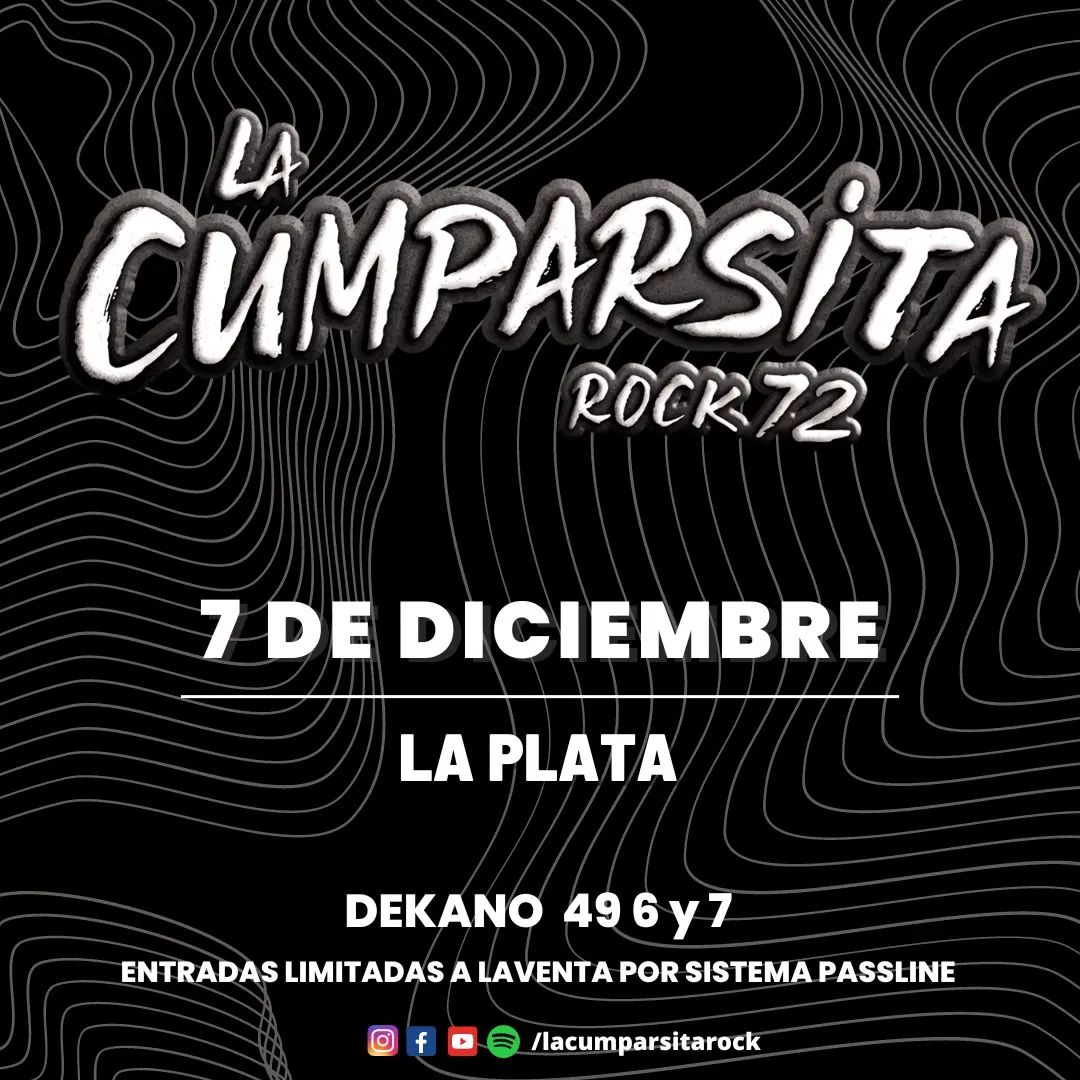 LA
CUMPARSiTA
ROCK 72
7 DE DICIEMBRE
LA PLATA
DEKANO 49 6 y 7
ENTRADAS LIMITADAS A LAVENTA POR SISTEMA PASSLINE
/lacumparsitarock